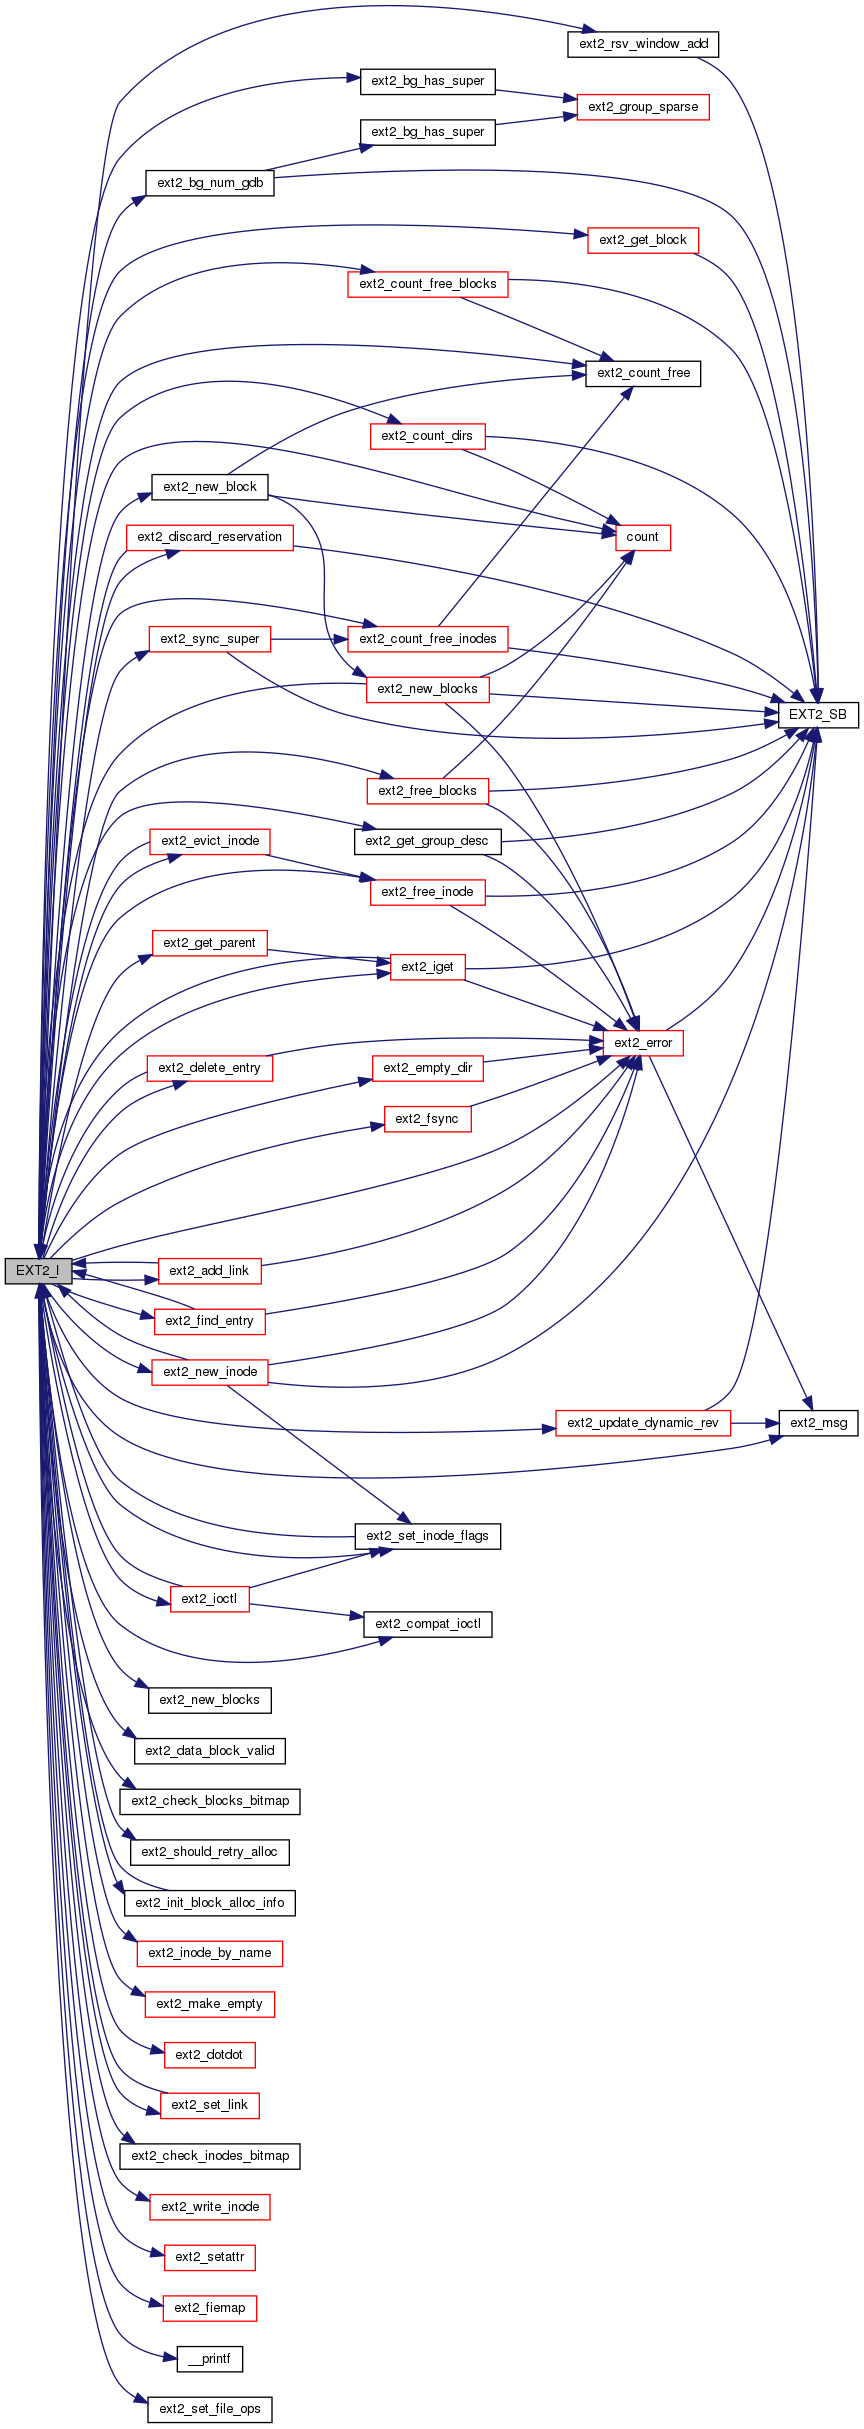 ext2_rsv_window_add
ext2_bg_has_super
ext2_group_sparse
ext2_bg_has_super
ext2_bg_num_gdb
ext2_get_block
ext2_count_free_blocks
ext2_count_free
ext2_count_dirs
ext2_new_block
ext2_discard_reservation
count
ext2_sync_super
ext2_count_free_inodes
ext2_new_blocks
EXT2_SB
ext2_free_blocks
ext2_evict_inode
ext2_get_group_desc
ext2_free_inode
ext2_get_parent
ext2_iget
ext2_error
ext2_delete_entry
ext2_empty_dir
ext2_fsync
EXT2_I
ext2_add_link
ext2_find_entry
ext2_new_inode
ext2_update_dynamic_rev
ext2_msg
ext2_set_inode_flags
ext2_ioctl
ext2_compat_ioctl
ext2_new_blocks
ext2_data_block_valid
ext2_check_blocks_bitmap
ext2_should_retry_alloc
ext2_init_block_alloc_info
ext2_inode_by_name
ext2_make_empty
ext2_dotdot
ext2_set_link
ext2_check_inodes_bitmap
ext2_write_inode
ext2_setattr
ext2_fiemap
__printf
ext2_set_file_ops